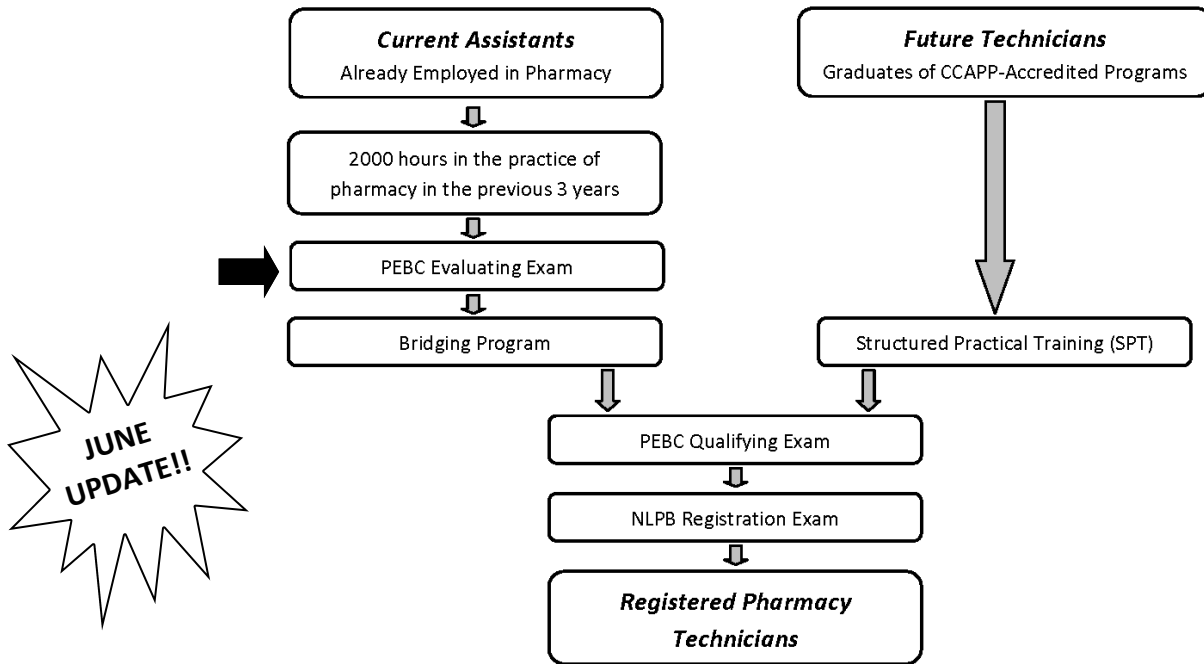 Current Assistants
Already Employed in Pharmacy
Future Technicians
Graduates of CCAPP-Accredited Programs
2000 hours in the practice of
pharmacy in the previous 3 years
PEBC Evaluating Exam
Bridging Program
Structured Practical Training (SPT)
JUNE
UPDATE!!
PEBC Qualifying Exam
NLPB Registration Exam
Registered Pharmacy
Technicians